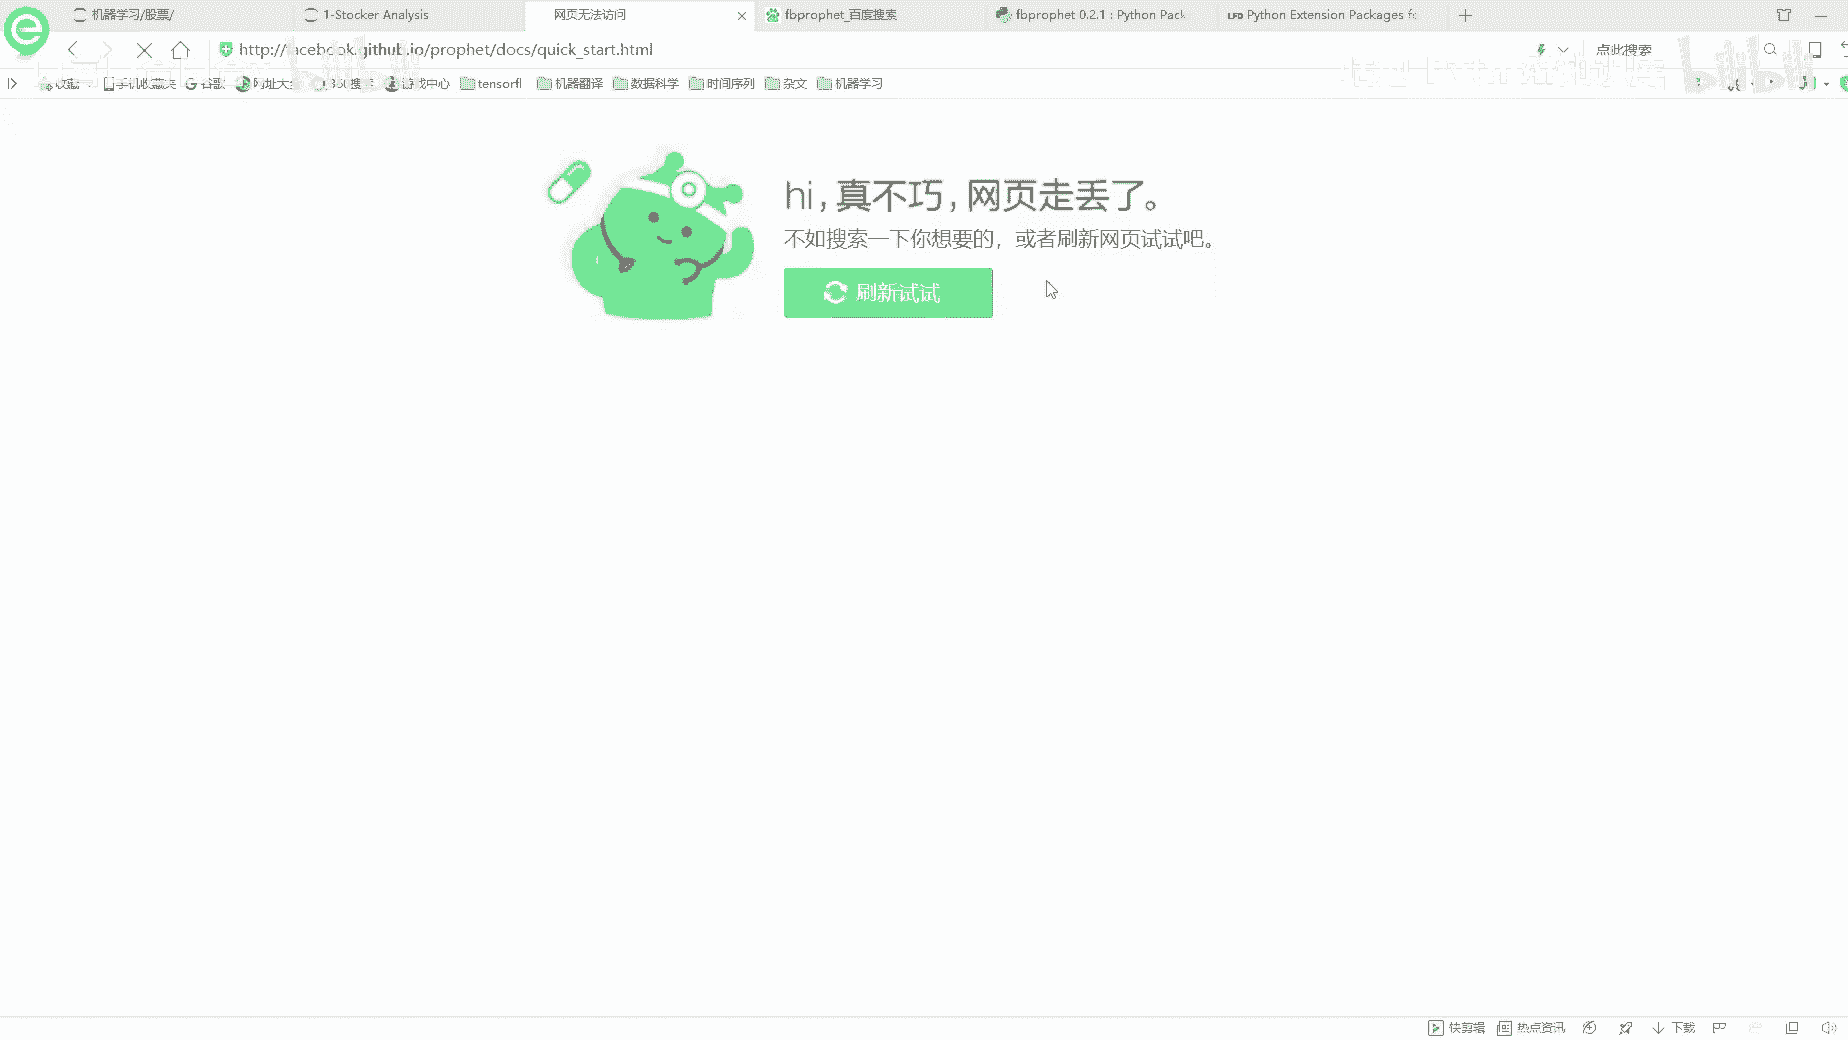 机器学习/股票/
1-Stocker Analysis
网页无法访问
fbprophet_百度搜索
fbprophet 0.2.1 : Python Pack
LFD Python Extension Packages fo
http://facebook.github.io/prophet/docs/quick_start.html
点此搜索
收藏 手机收藏夹 谷歌 网址大全 360搜索 游戏中心 tensorfl 机器翻译 数据科学 时间序列 杂文 机器学习
bilibili
hi,真不巧,网页走丢了。
不如搜索一下你想要的，或者刷新网页试试吧。
刷新试试
快剪辑 热点资讯 下载